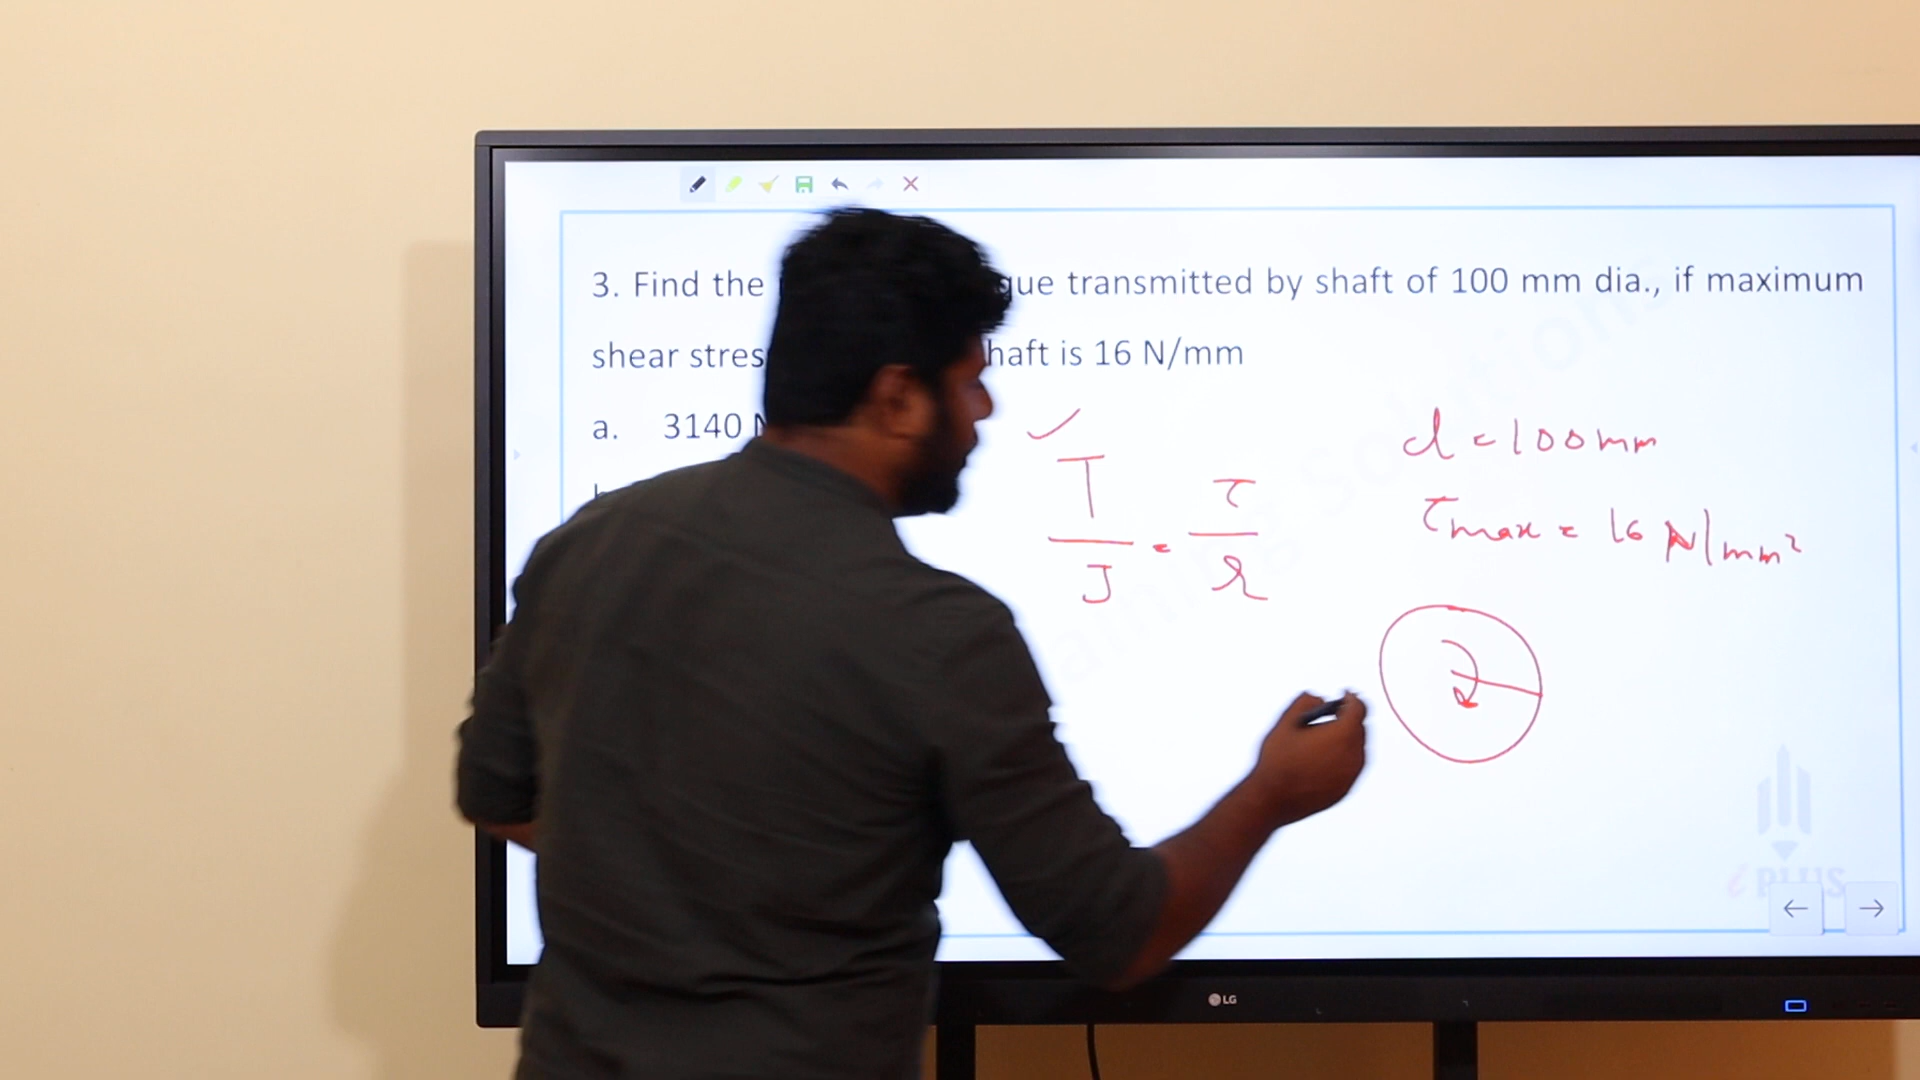 3. Find the que transmitted by shaft of 100 mm dia., if maximum
shear stres haft is 16 N/mm
a. 3140 N
T/J = τ/r
d = 100mm
τmax = 16 N/mm²
i PLUS
LG